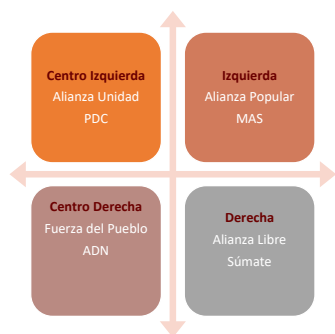 Centro Izquierda
Alianza Unidad
PDC
Izquierda
Alianza Popular
MAS
Centro Derecha
Fuerza del Pueblo
ADN
Derecha
Alianza Libre
Súmate